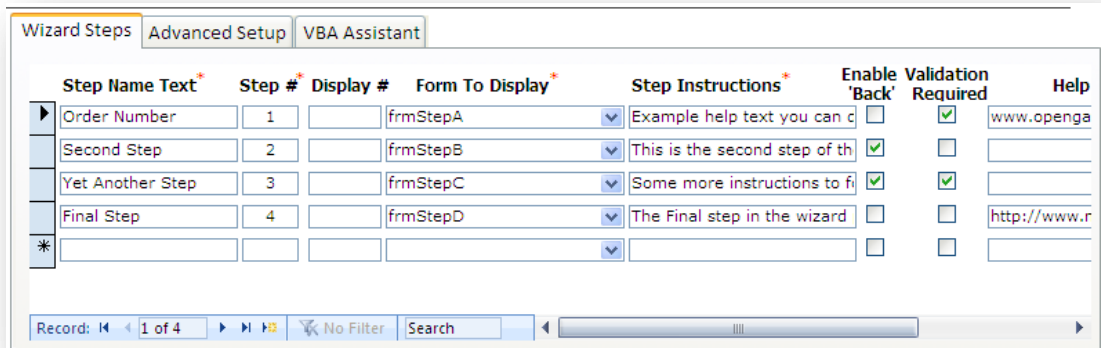 Wizard Steps Advanced Setup VBA Assistant
Step Name Text* Step #* Display # Form To Display* Step Instructions* Enable 'Back' Validation Required Help
Order Number 1 frmStepA Example help text you can c www.openga
Second Step 2 frmStepB This is the second step of th
Yet Another Step 3 frmStepC Some more instructions to f
Final Step 4 frmStepD The Final step in the wizard http://www.
Record: 1 of 4 No Filter Search